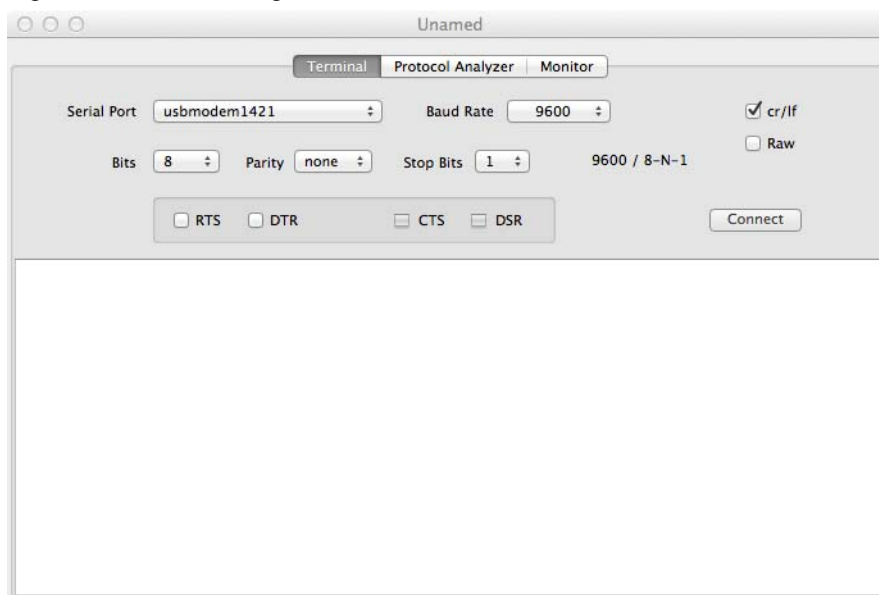 Unamed
Terminal Protocol Analyzer Monitor
Serial Port usbmodem1421 Baud Rate 9600 cr/lf
Raw
Bits 8 Parity none Stop Bits 1 9600 / 8-N-1
RTS DTR CTS DSR Connect